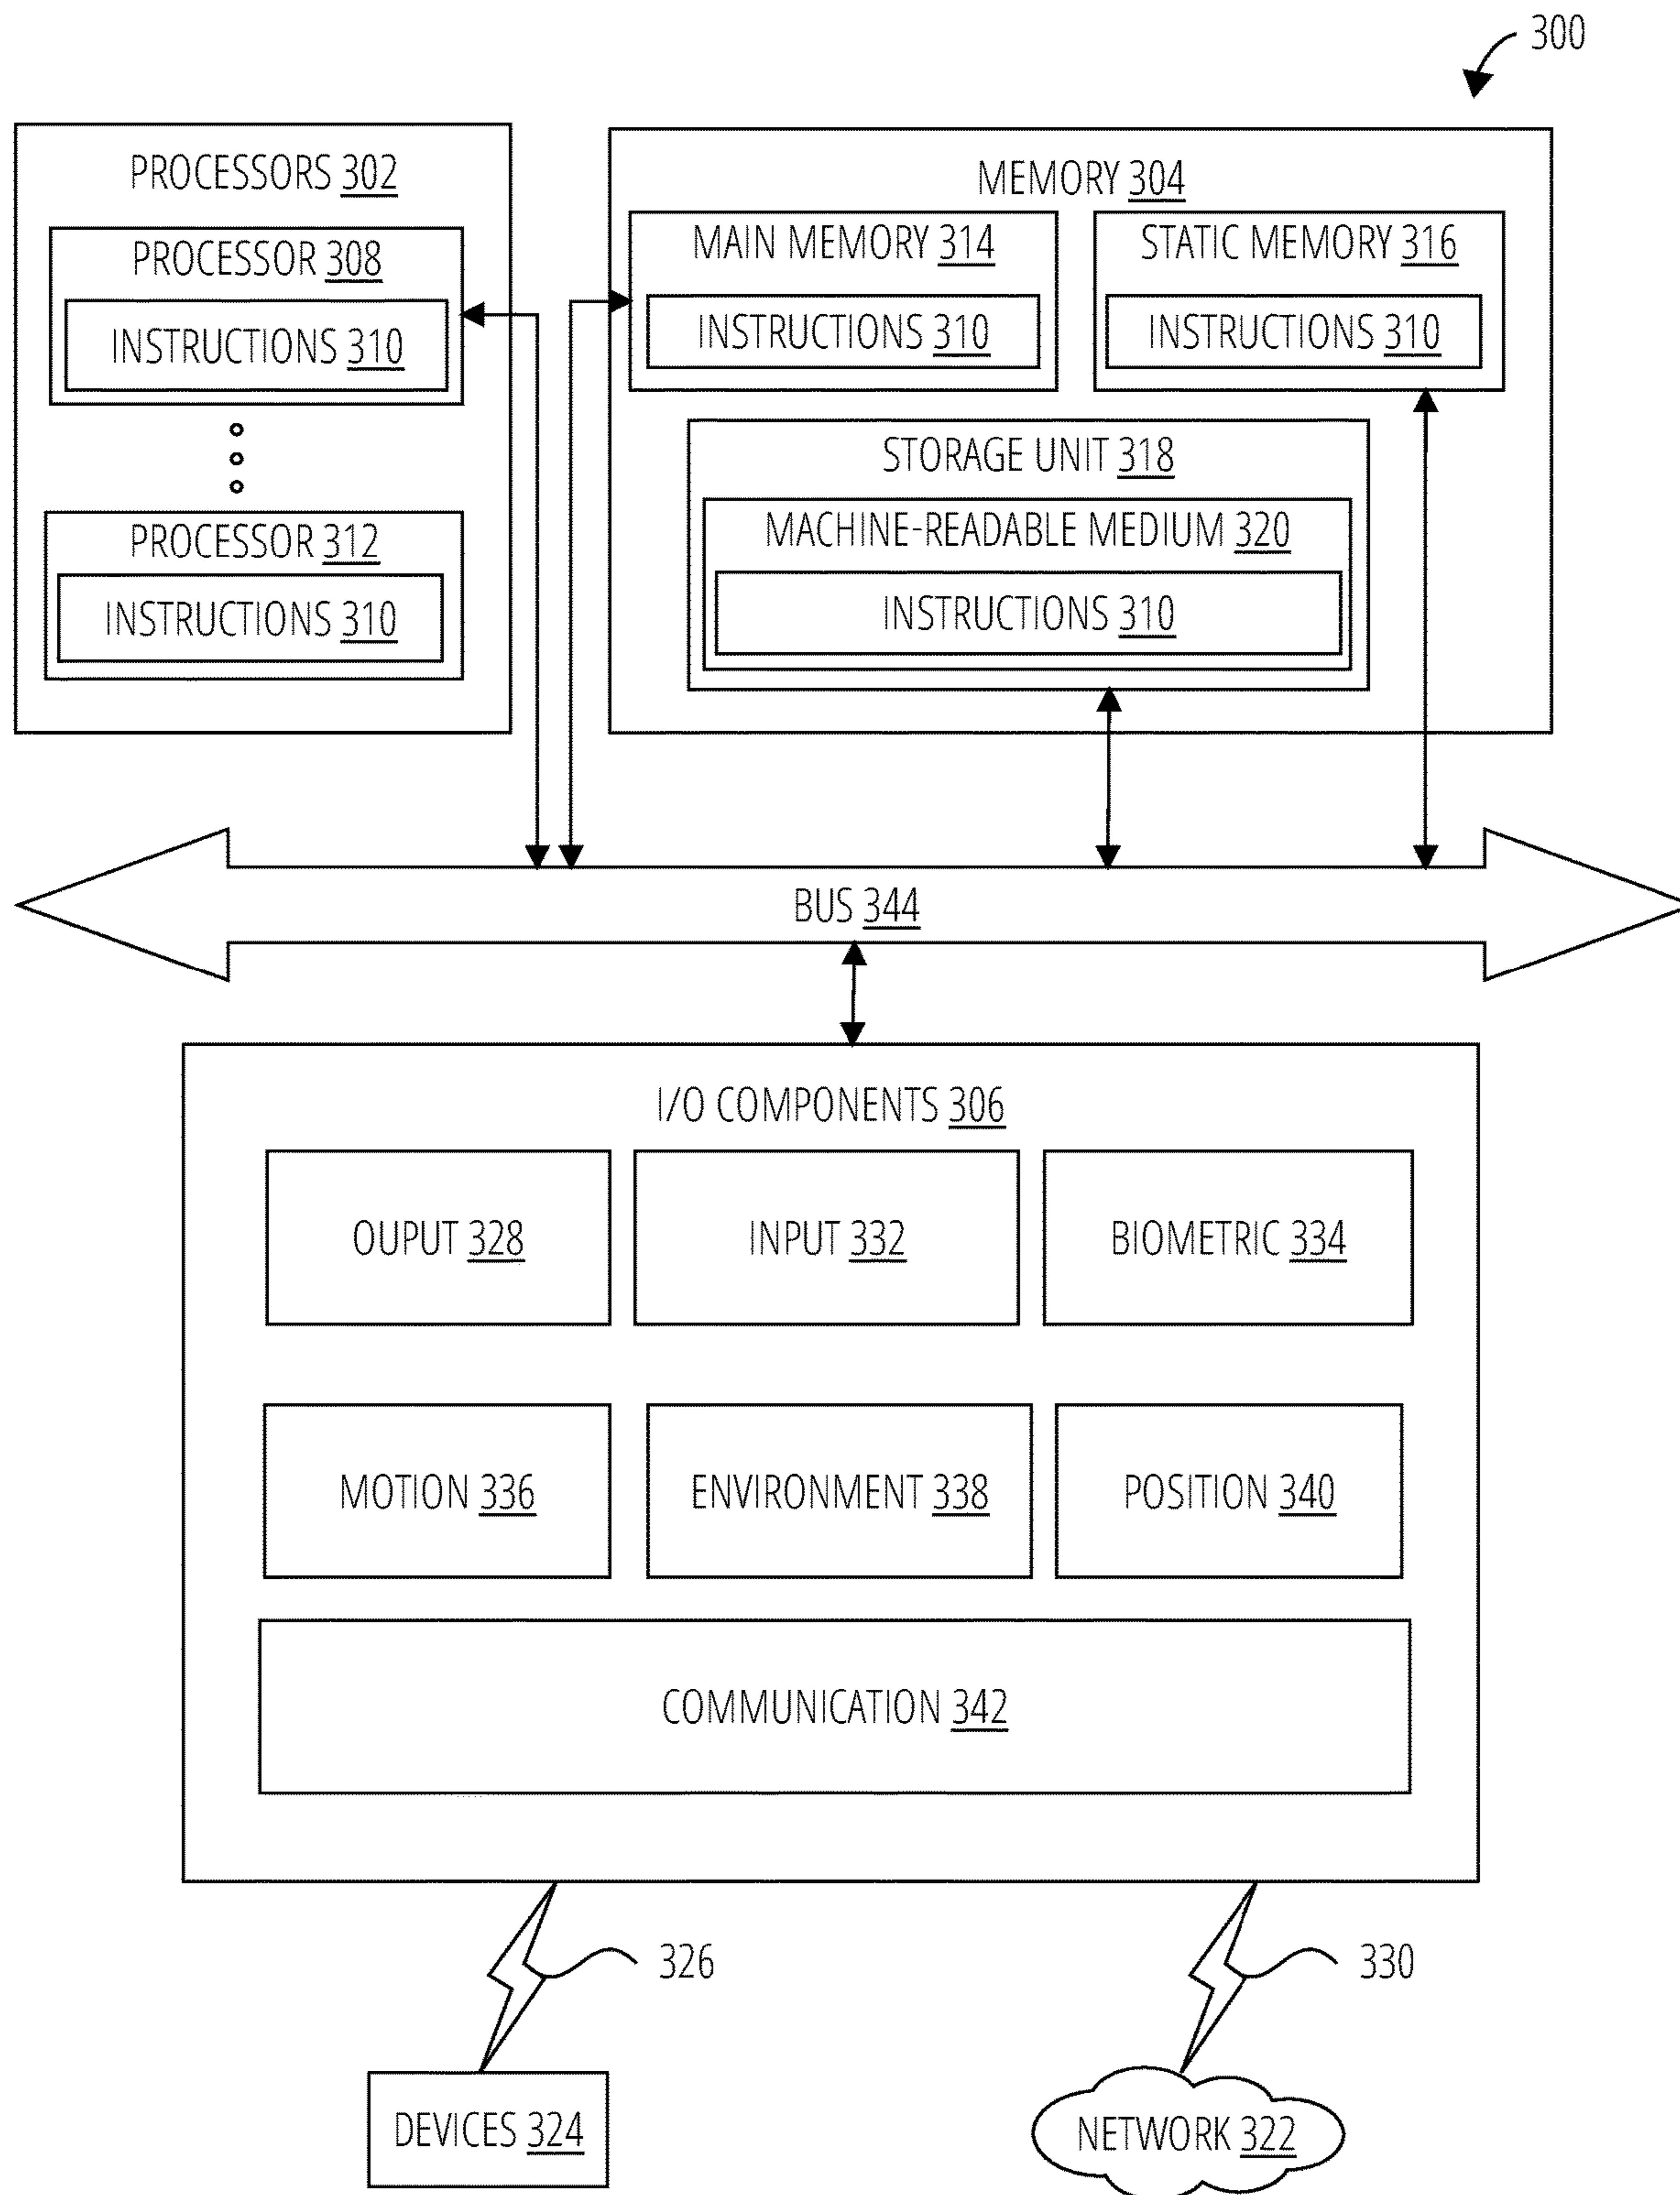 300
PROCESSORS 302
PROCESSOR 308
INSTRUCTIONS 310
PROCESSOR 312
INSTRUCTIONS 310
MEMORY 304
MAIN MEMORY 314
INSTRUCTIONS 310
STATIC MEMORY 316
INSTRUCTIONS 310
STORAGE UNIT 318
MACHINE-READABLE MEDIUM 320
INSTRUCTIONS 310
BUS 344
I/O COMPONENTS 306
OUPUT 328
INPUT 332
BIOMETRIC 334
MOTION 336
ENVIRONMENT 338
POSITION 340
COMMUNICATION 342
326
330
DEVICES 324
NETWORK 322